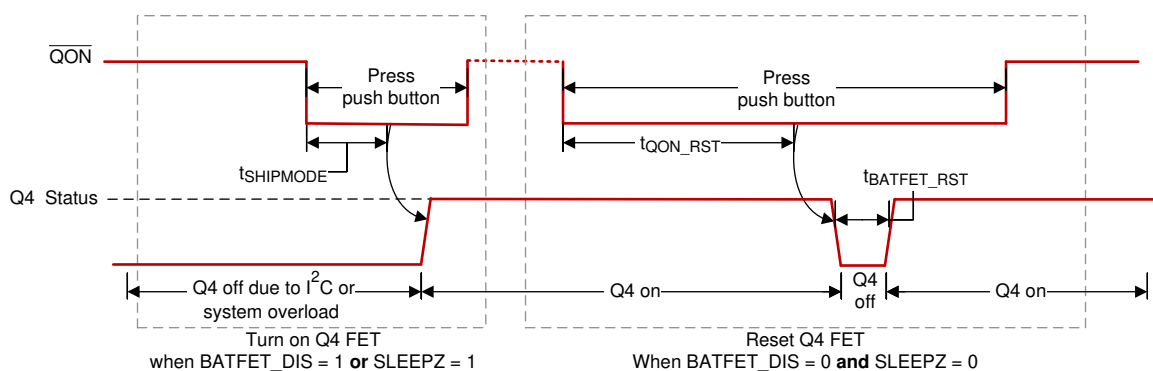 QON
Press
push button
Press
push button
tSHIPMODE
tQON_RST
tBATFET_RST
Q4 Status
Q4 off due to I²C or
system overload
Q4 on
Q4
off
Q4 on
Turn on Q4 FET
when BATFET_DIS = 1 or SLEEPZ = 1
Reset Q4 FET
When BATFET_DIS = 0 and SLEEPZ = 0